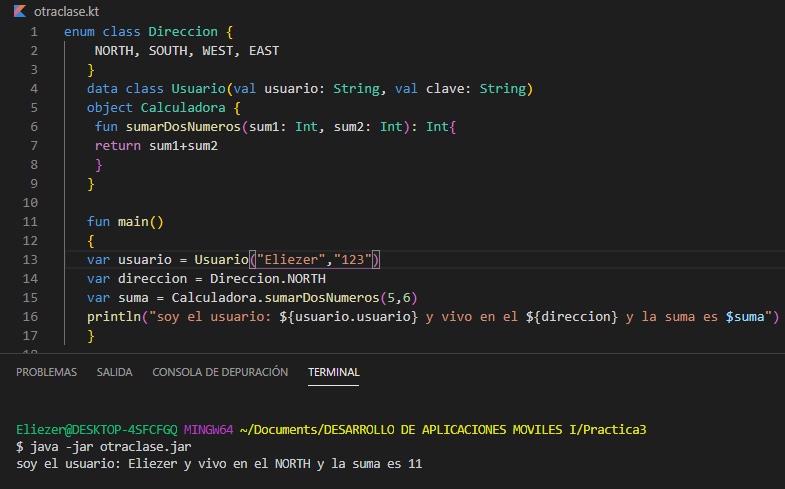 otraclase.kt
1 enum class Direccion {
2 NORTH, SOUTH, WEST, EAST
3 }
4 data class Usuario(val usuario: String, val clave: String)
5 object Calculadora {
6 fun sumarDosNumeros(sum1: Int, sum2: Int): Int{
7 return sum1+sum2
8 }
9 }
10
11 fun main()
12 {
13 var usuario = Usuario("Eliezer","123")
14 var direccion = Direccion.NORTH
15 var suma = Calculadora.sumarDosNumeros(5,6)
16 println("soy el usuario: ${usuario.usuario} y vivo en el ${direccion} y la suma es $suma")
17 }
PROBLEMAS SALIDA CONSOLA DE DEPURACIÓN TERMINAL
Eliezer@DESKTOP-4SFCFGQ MINGW64 ~/Documents/DESARROLLO DE APLICACIONES MOVILES I/Practica3
$ java -jar otraclase.jar
soy el usuario: Eliezer y vivo en el NORTH y la suma es 11